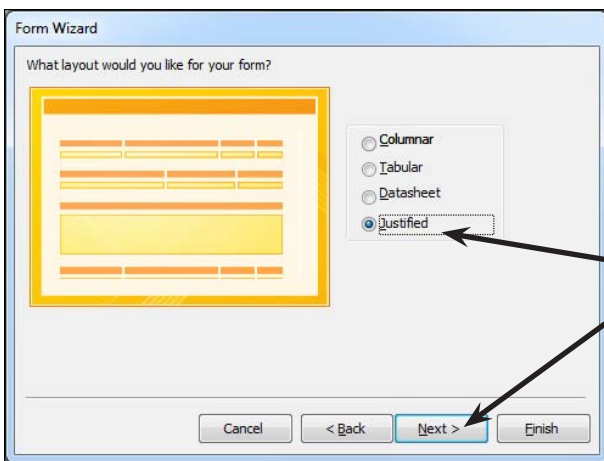 Form Wizard
What layout would you like for your form?
Columnar
Tabular
Datasheet
Justified
Cancel
< Back
Next >
Finish